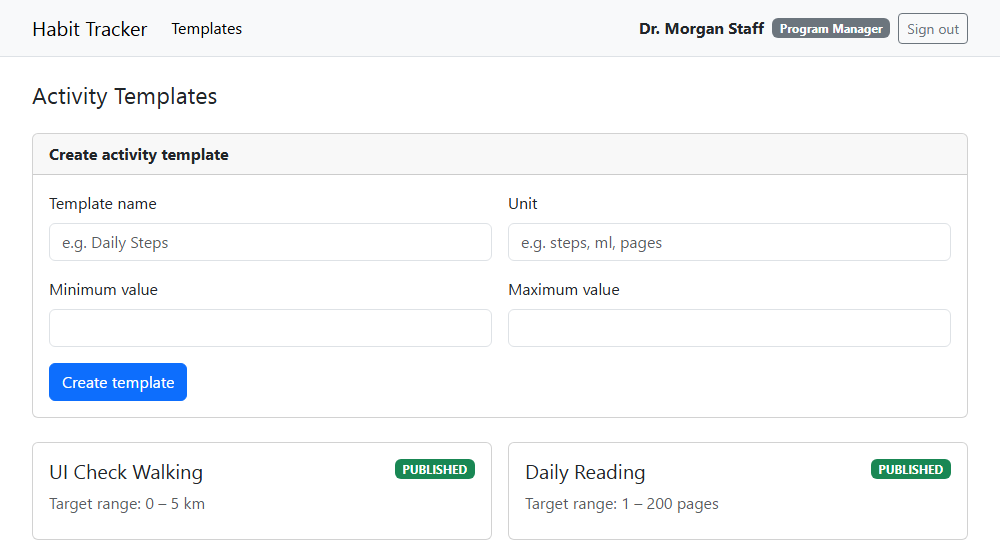 Habit Tracker Templates Dr. Morgan Staff Program Manager Sign out
Activity Templates
Create activity template
Template name Unit
e.g. Daily Steps e.g. steps, ml, pages
Minimum value Maximum value
Create template
UI Check Walking PUBLISHED Daily Reading PUBLISHED
Target range: 0 – 5 km Target range: 1 – 200 pages